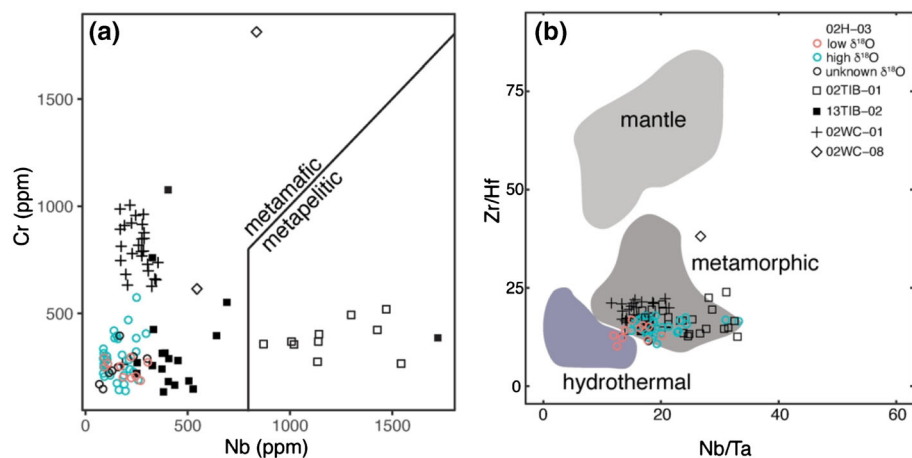 (a)
1500
1000
500
Cr (ppm)
0
500
1000
1500
Nb (ppm)
metamafic
metapelitic
(b)
75
50
25
0
Zr/Hf
0
20
40
60
Nb/Ta
mantle
metamorphic
hydrothermal
02H-03
low δ¹⁸O
high δ¹⁸O
unknown δ¹⁸O
02TIB-01
13TIB-02
02WC-01
02WC-08